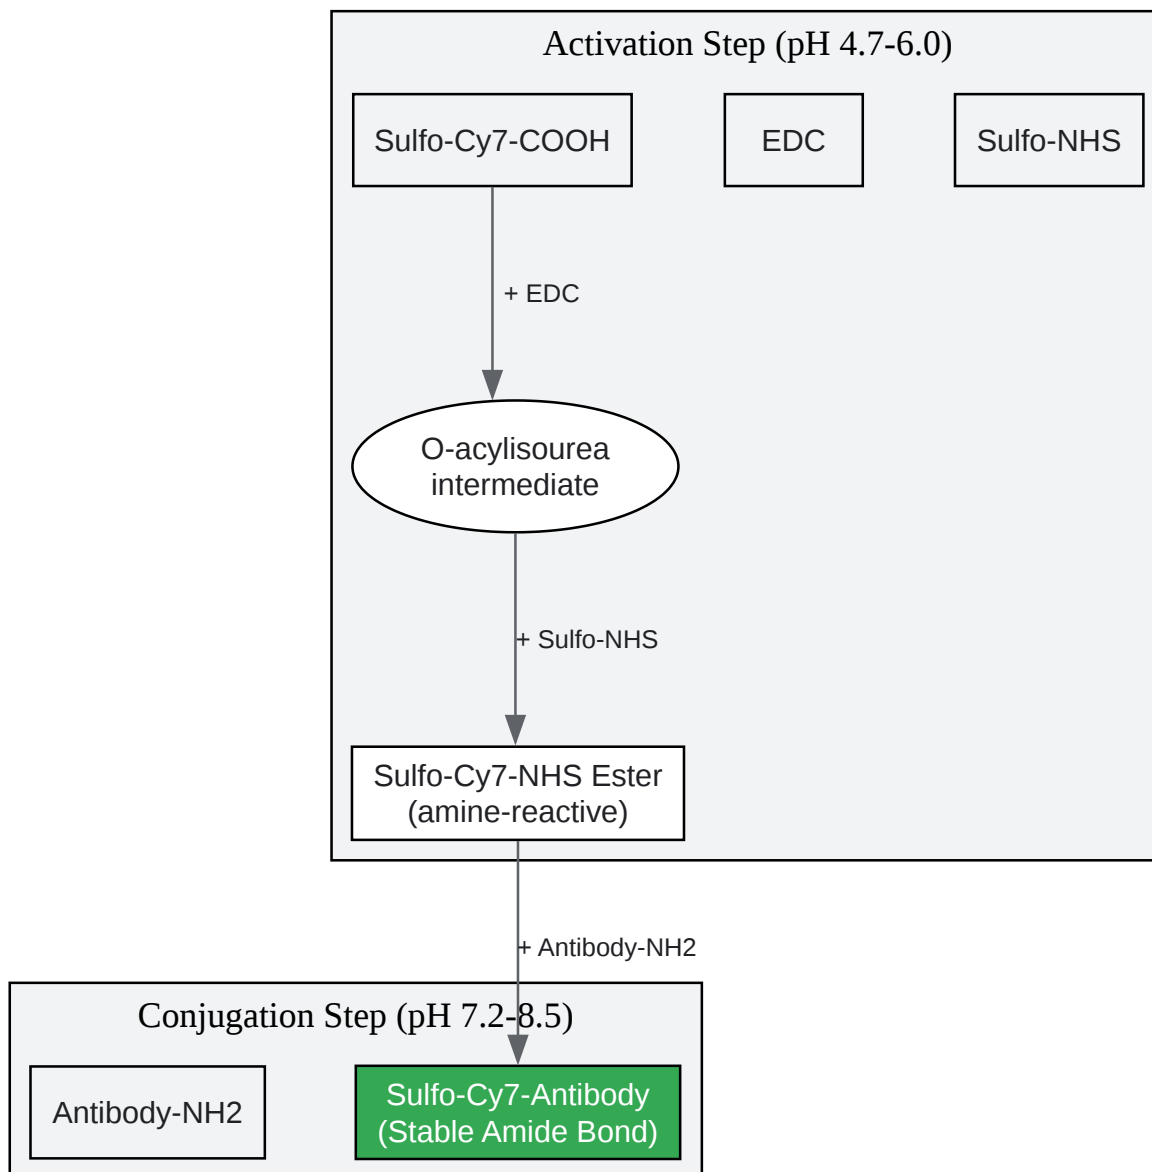 Activation Step (pH 4.7-6.0)
Sulfo-Cy7-COOH
EDC
Sulfo-NHS
+ EDC
O-acylisourea
intermediate
+ Sulfo-NHS
Sulfo-Cy7-NHS Ester
(amine-reactive)
+ Antibody-NH2
Conjugation Step (pH 7.2-8.5)
Antibody-NH2
Sulfo-Cy7-Antibody
(Stable Amide Bond)